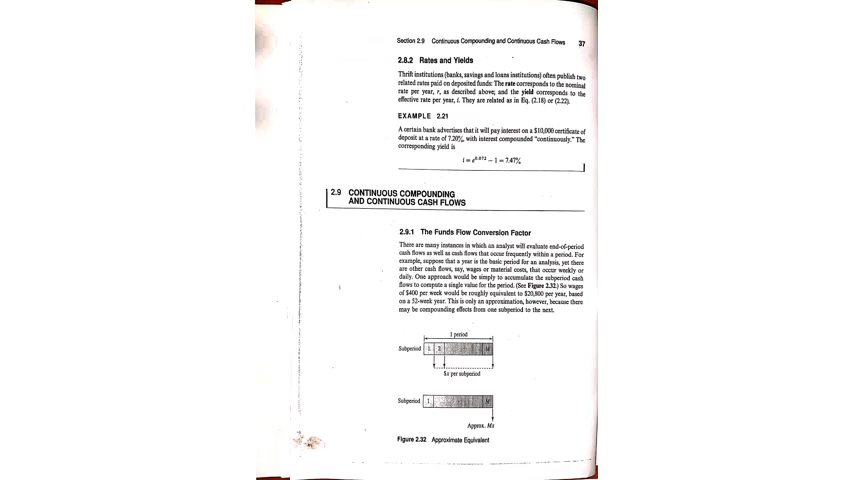 Section 2.9 Continuous Compounding and Continuous Cash Flows 37
2.8.2 Rates and Yields
Thrift institutions (banks, savings and loans institutions) often publish two
related rates paid on deposited funds: The rate corresponds to the nominal
rate per year, r, as described above; and the yield corresponds to the
effective rate per year, i. They are related as in Eq. (2.18) or (2.22).
EXAMPLE 2.21
A certain bank advertises that it will pay interest on a $10,000 certificate of
deposit at a rate of 7.20%, with interest compounded "continuously." The
corresponding yield is
i = e^0.072 − 1 = 7.47%
2.9 CONTINUOUS COMPOUNDING
AND CONTINUOUS CASH FLOWS
2.9.1 The Funds Flow Conversion Factor
There are many instances in which an analyst will evaluate end-of-period
cash flows as well as cash flows that occur frequently within a period. For
example, suppose that a year is the basic period for an analysis, yet there
are other cash flows, say, wages or material costs, that occur weekly or
daily. One approach would be simply to accumulate the subperiod cash
flows to compute a single value for the period. (See Figure 2.32.) So wages
of $400 per week would be roughly equivalent to $20,800 per year, based
on a 52-week year. This is only an approximation, however, because there
may be compounding effects from one subperiod to the next.
1 period
Subperiod 1 2 M
$x per subperiod
Subperiod 1 M
Approx. Mx
Figure 2.32 Approximate Equivalent